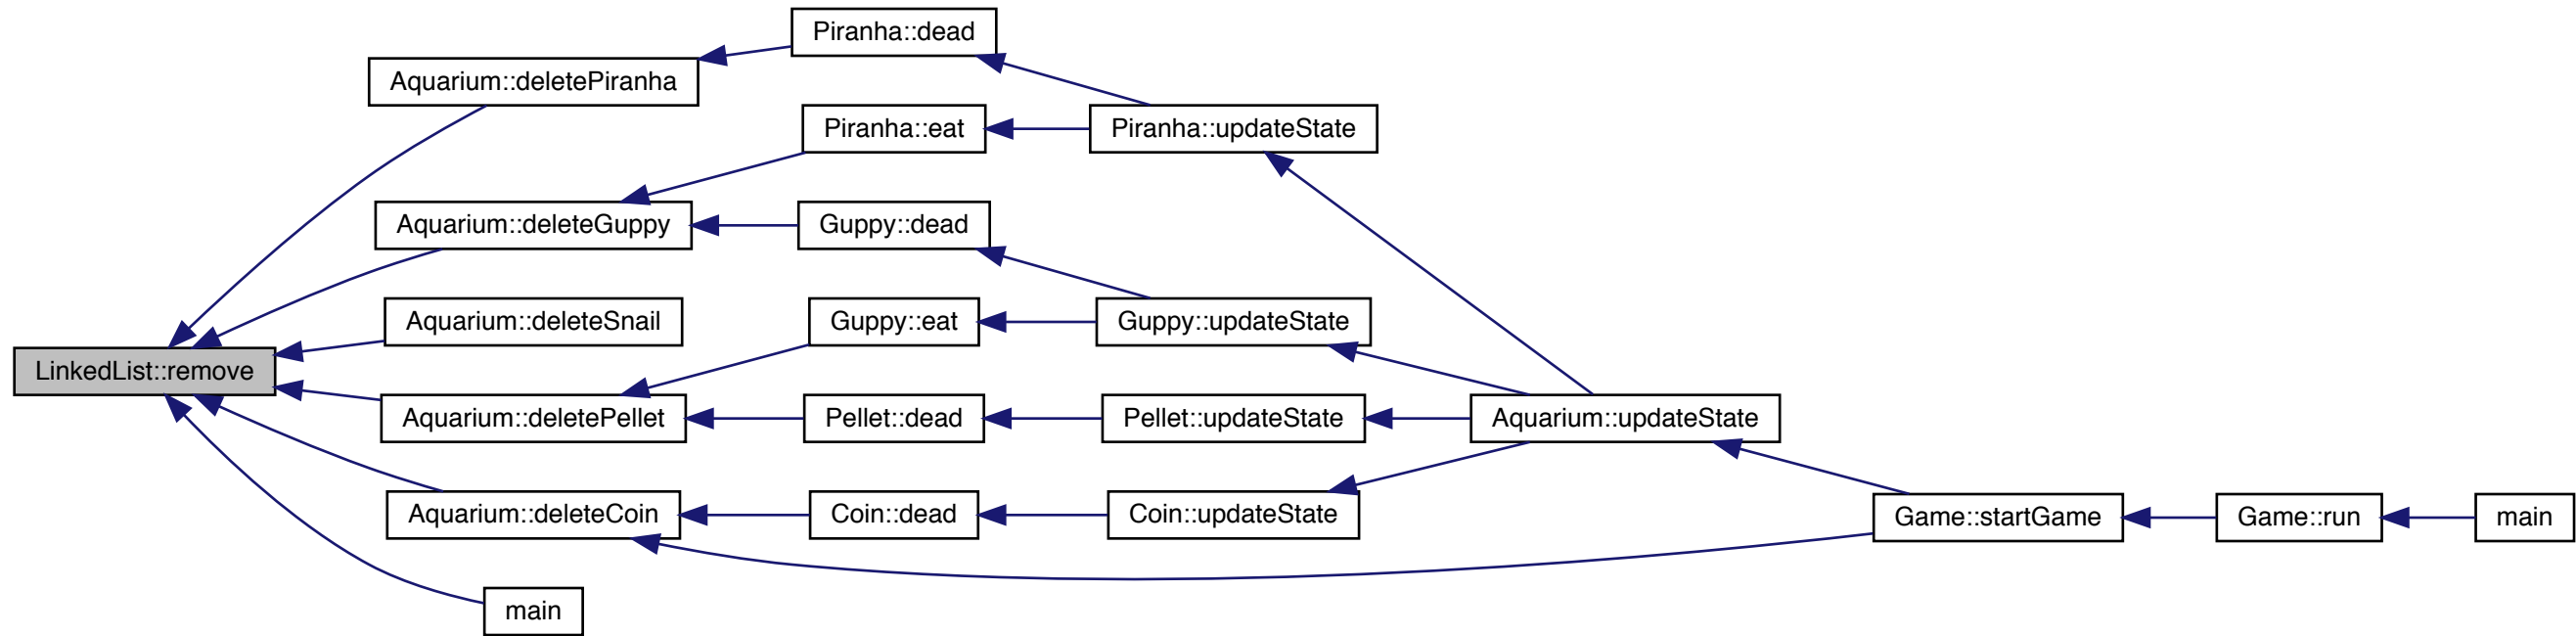 Piranha::dead
Aquarium::deletePiranha
Piranha::eat
Piranha::updateState
Aquarium::deleteGuppy
Guppy::dead
Aquarium::deleteSnail
Guppy::eat
Guppy::updateState
LinkedList::remove
Aquarium::deletePellet
Pellet::dead
Pellet::updateState
Aquarium::updateState
Aquarium::deleteCoin
Coin::dead
Coin::updateState
Game::startGame
Game::run
main
main